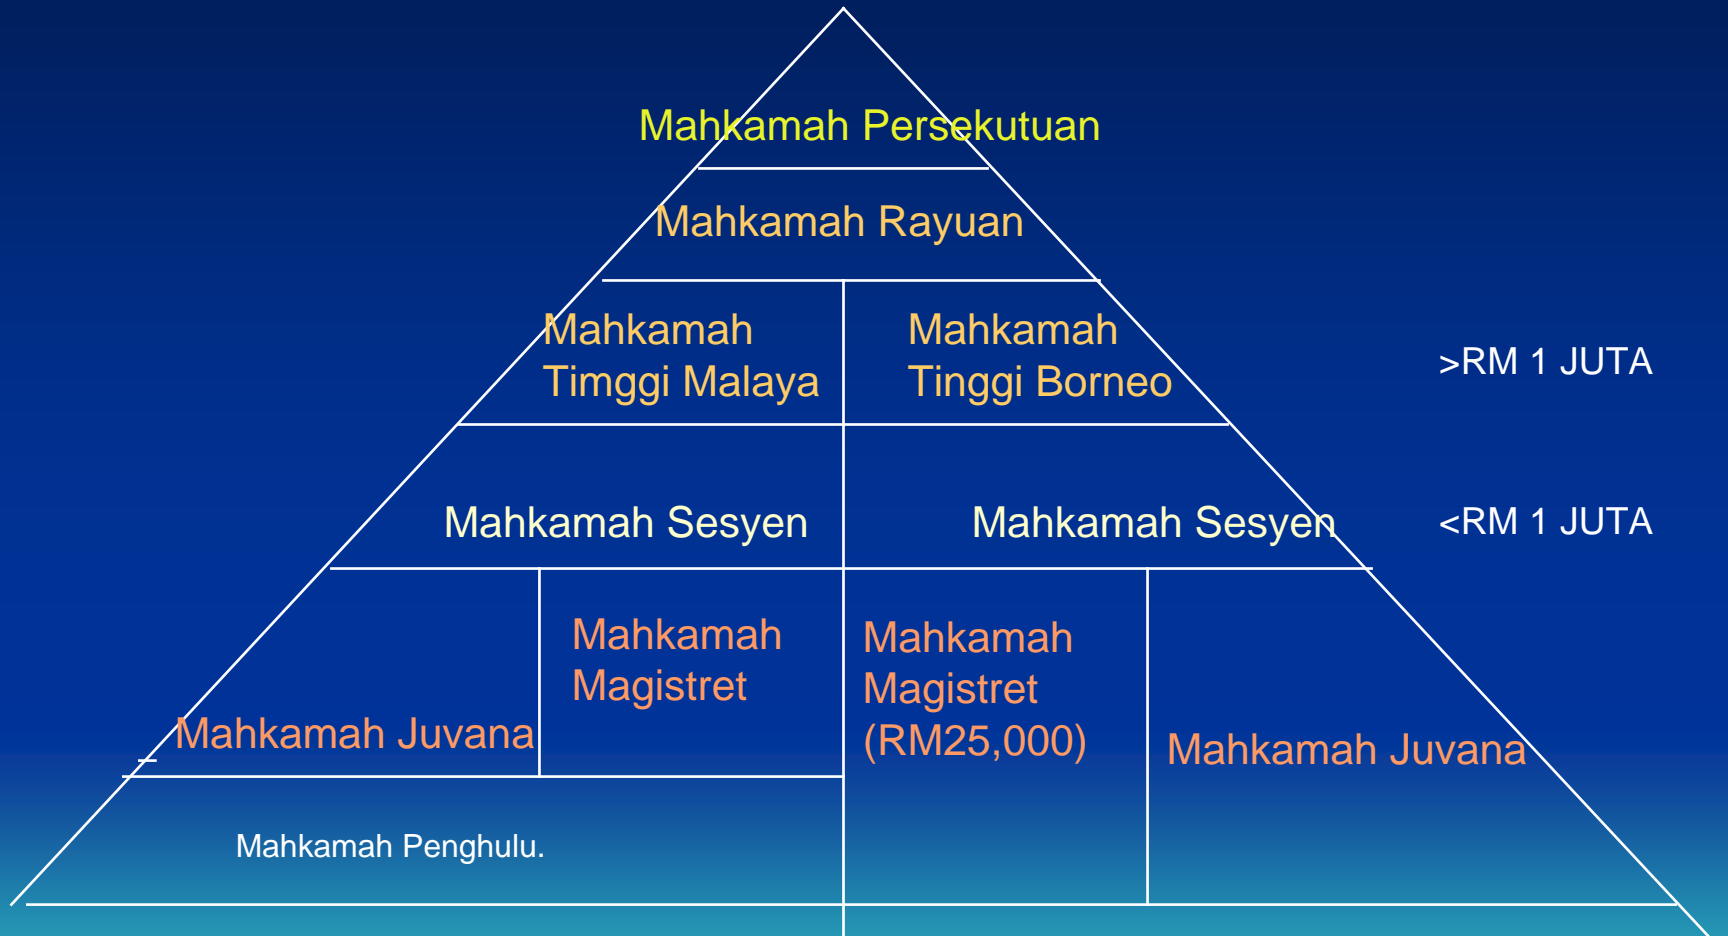 Mahkamah Persekutuan
Mahkamah Rayuan
Mahkamah
Timggi Malaya
Mahkamah
Tinggi Borneo
>RM 1 JUTA
Mahkamah Sesyen
Mahkamah Sesyen
<RM 1 JUTA
Mahkamah Juvana
Mahkamah
Magistret
Mahkamah
Magistret
(RM25,000)
Mahkamah Juvana
Mahkamah Penghulu.